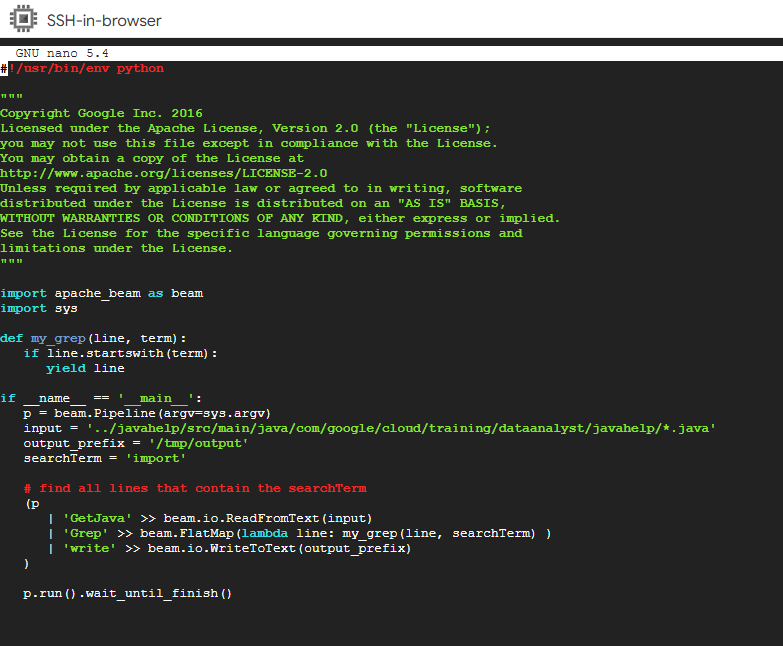 SSH-in-browser
GNU nano 5.4
#!/usr/bin/env python
"""
Copyright Google Inc. 2016
Licensed under the Apache License, Version 2.0 (the "License");
you may not use this file except in compliance with the License.
You may obtain a copy of the License at
http://www.apache.org/licenses/LICENSE-2.0
Unless required by applicable law or agreed to in writing, software
distributed under the License is distributed on an "AS IS" BASIS,
WITHOUT WARRANTIES OR CONDITIONS OF ANY KIND, either express or implied.
See the License for the specific language governing permissions and
limitations under the License.
"""
import apache_beam as beam
import sys
def my_grep(line, term):
   if line.startswith(term):
      yield line
if __name__ == '__main__':
   p = beam.Pipeline(argv=sys.argv)
   input = '../javahelp/src/main/java/com/google/cloud/training/dataanalyst/javahelp/*.java'
   output_prefix = '/tmp/output'
   searchTerm = 'import'
   # find all lines that contain the searchTerm
   (p
      | 'GetJava' >> beam.io.ReadFromText(input)
      | 'Grep' >> beam.FlatMap(lambda line: my_grep(line, searchTerm) )
      | 'write' >> beam.io.WriteToText(output_prefix)
   )
   p.run().wait_until_finish()